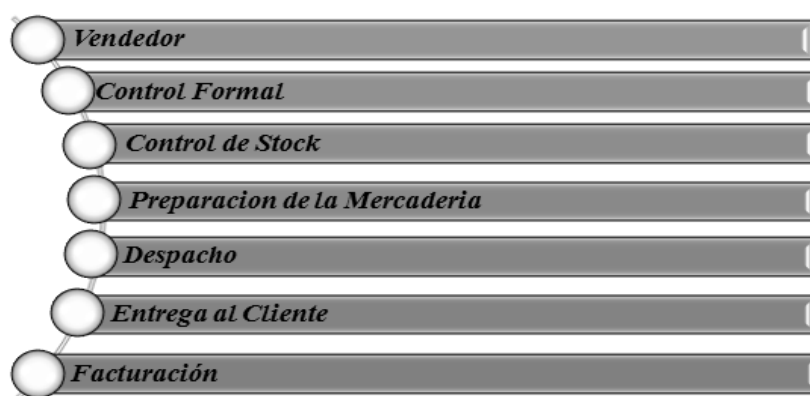 Vendedor
Control Formal
Control de Stock
Preparacion de la Mercaderia
Despacho
Entrega al Cliente
Facturación